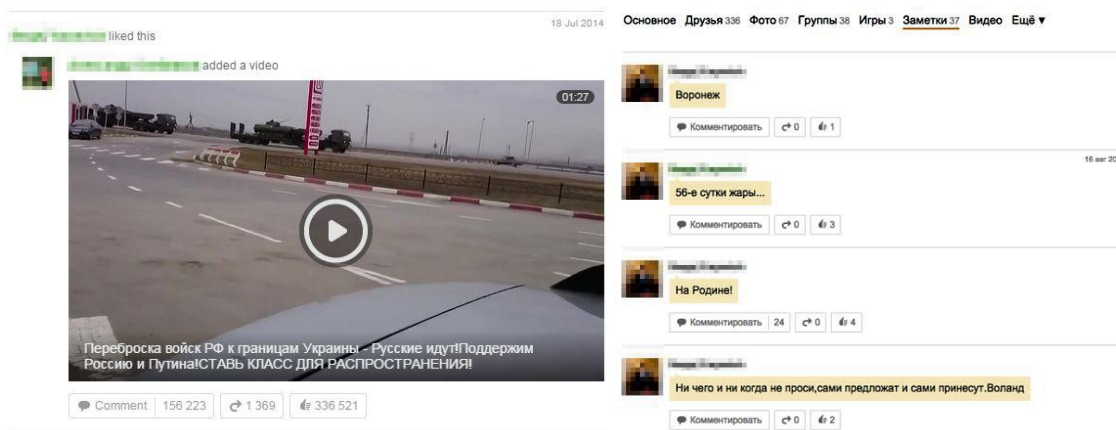 18 Jul 2014
liked this
added a video
01:27
Переброска войск РФ к границам Украины - Русские идут!Поддержим
Россию и Путина!СТАВЬ КЛАСС ДЛЯ РАСПРОСТРАНЕНИЯ!
Comment 156 223 1 369 336 521
Основное Друзья 336 Фото 67 Группы 38 Игры 3 Заметки 37 Видео Ещё ▼
Воронеж
Комментировать 0 1
16 авг 20
56-е сутки жары...
Комментировать 0 3
На Родине!
Комментировать 24 0 4
Ни чего и ни когда не проси,сами предложат и сами принесут.Воланд
Комментировать 0 2